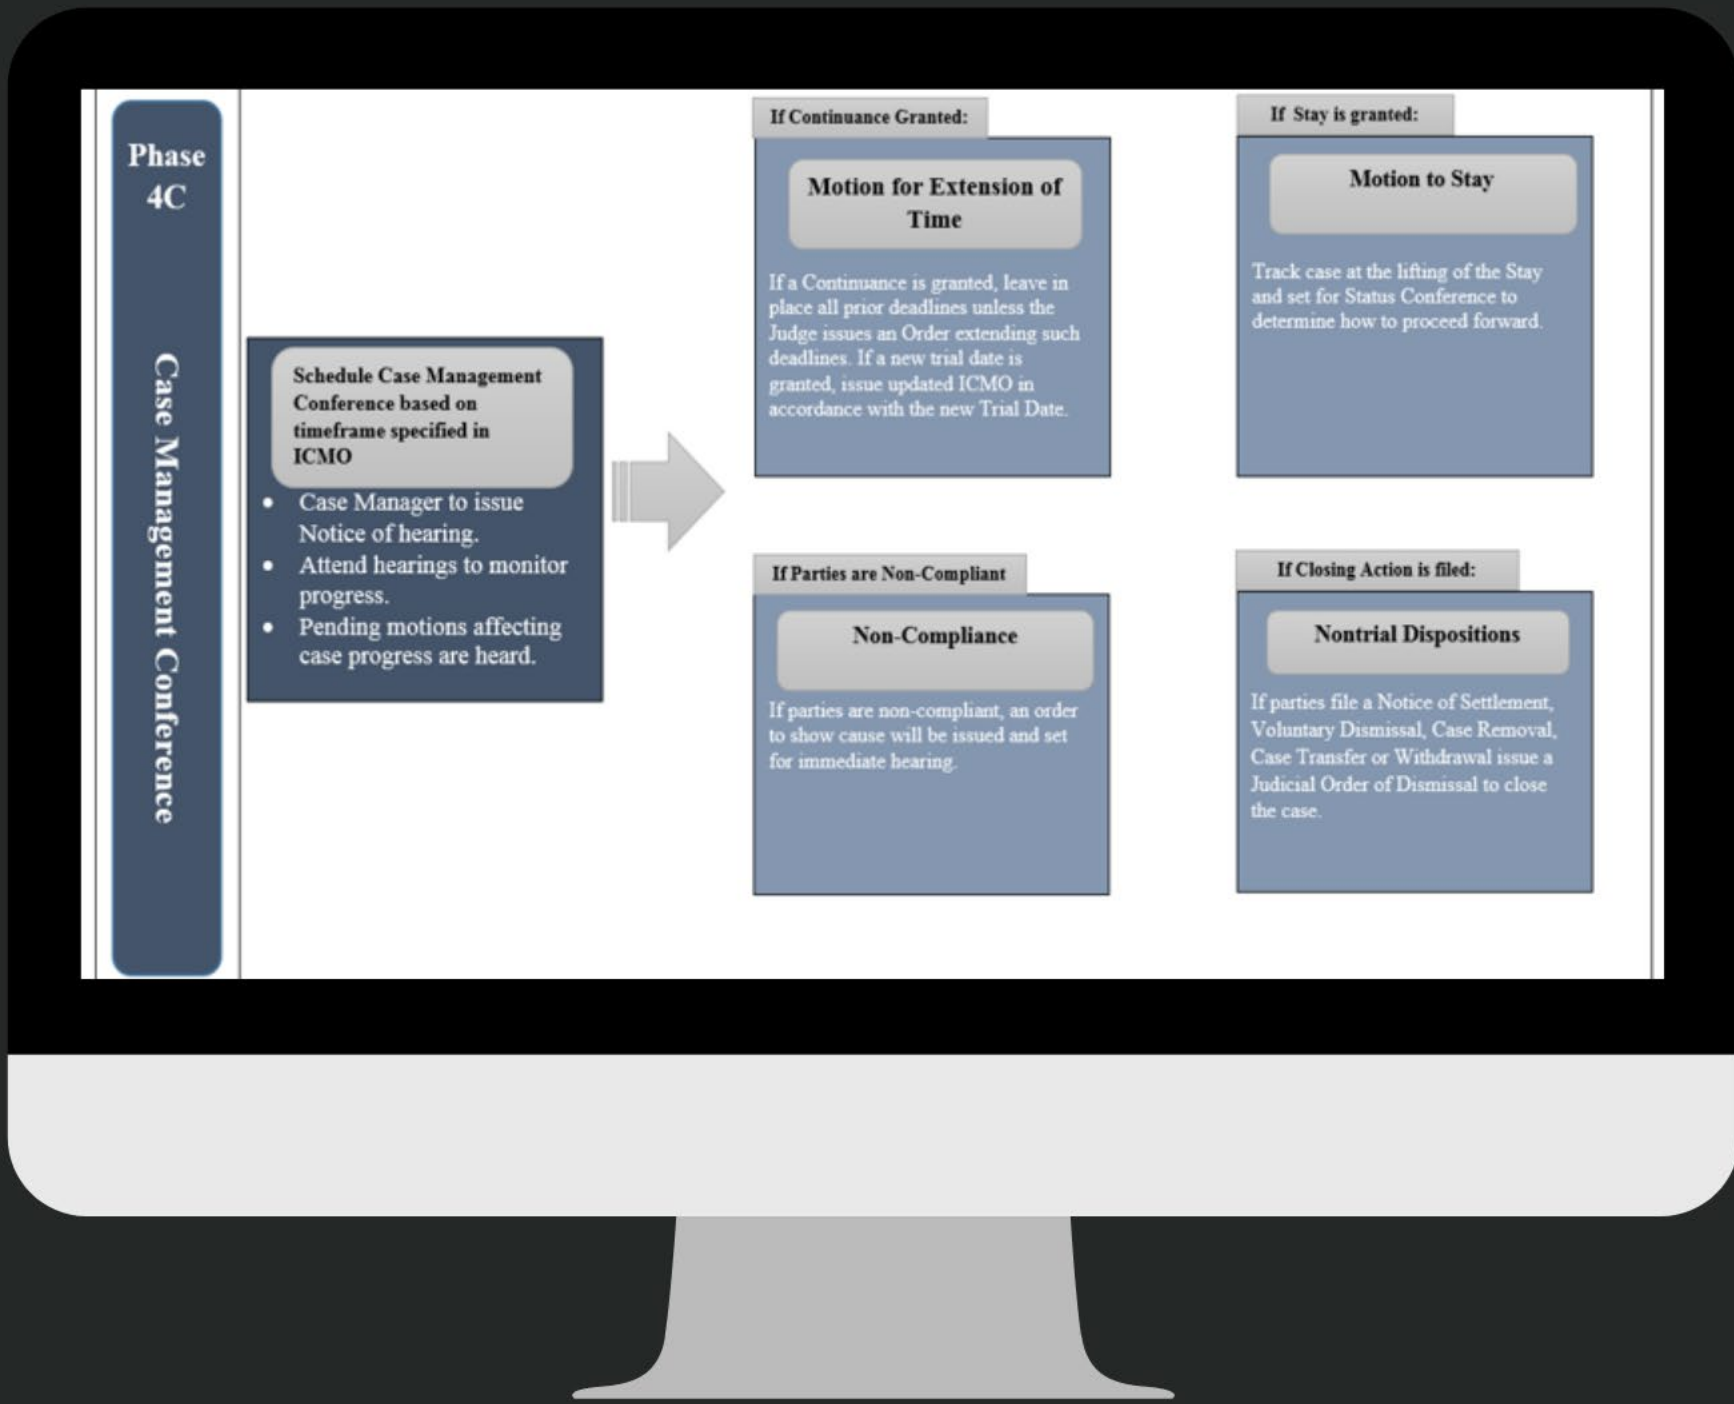 Phase
4C
Case Management Conference
Schedule Case Management
Conference based on
timeframe specified in
ICMO
• Case Manager to issue
Notice of hearing.
• Attend hearings to monitor
progress.
• Pending motions affecting
case progress are heard.
If Continuance Granted:
Motion for Extension of
Time
If a Continuance is granted, leave in
place all prior deadlines unless the
Judge issues an Order extending such
deadlines. If a new trial date is
granted, issue updated ICMO in
accordance with the new Trial Date.
If Stay is granted:
Motion to Stay
Track case at the lifting of the Stay
and set for Status Conference to
determine how to proceed forward.
If Parties are Non-Compliant
Non-Compliance
If parties are non-compliant, an order
to show cause will be issued and set
for immediate hearing.
If Closing Action is filed:
Nontrial Dispositions
If parties file a Notice of Settlement,
Voluntary Dismissal, Case Removal,
Case Transfer or Withdrawal issue a
Judicial Order of Dismissal to close
the case.